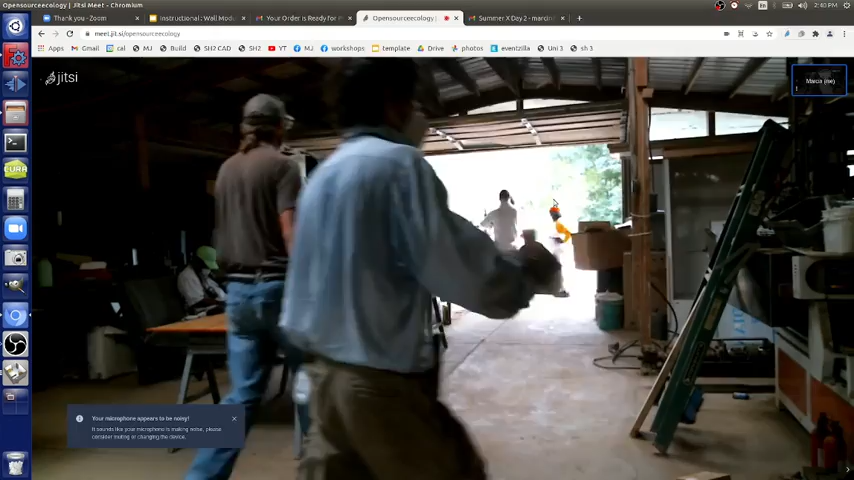 Opensourceecology | Jitsi Meet - Chromium
En
2:40 PM
Thank you - Zoom
Instructional: Wall Modu
Your Order is Ready for P
Opensourceecology | J
Summer X Day 2 - marcin
meet.jit.si/opensourceecology
Apps
cal
MJ
Build
SH2 CAD
SH2
YT
MJ
workshops
template
Drive
photos
eventzilla
Uni 3
sh 3
jitsi
Marcin (me)
CURA
Your microphone appears to be noisy!
It sounds like your microphone is making noise, please
consider muting or changing the device.